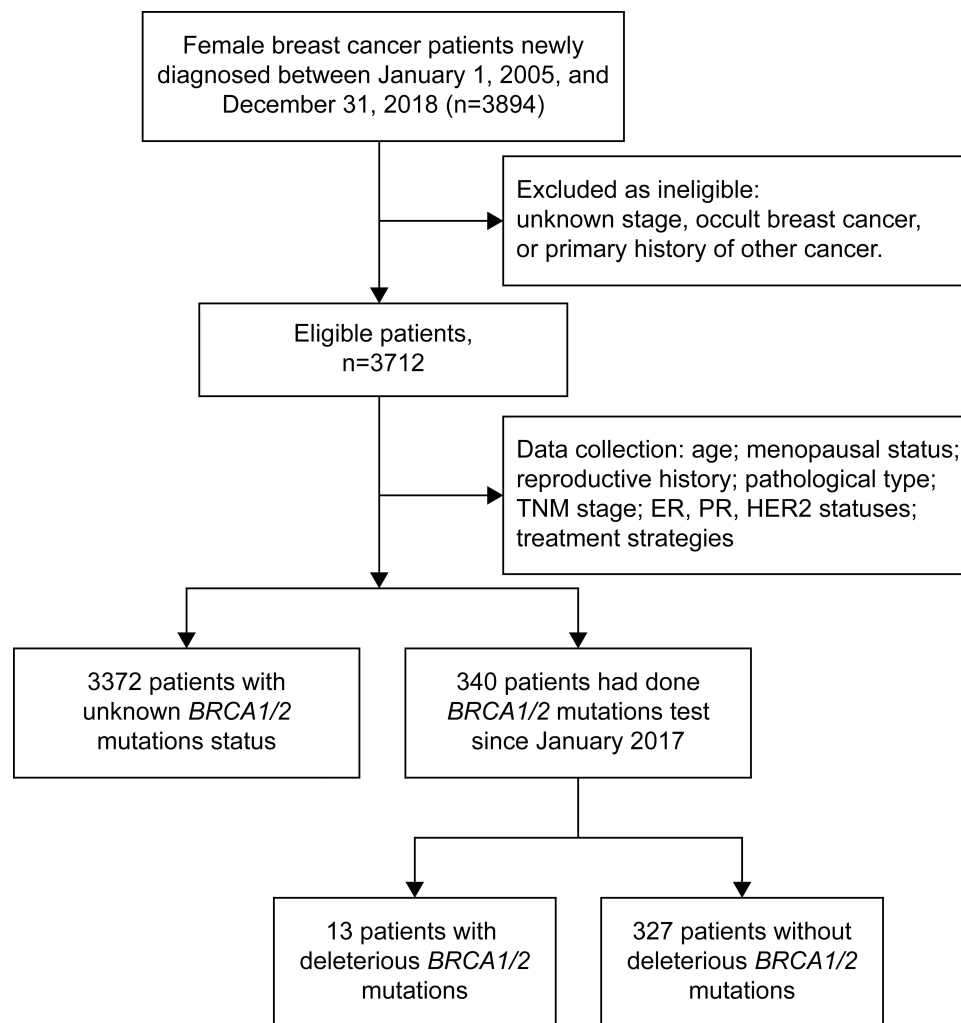 Female breast cancer patients newly
diagnosed between January 1, 2005, and
December 31, 2018 (n=3894)
Excluded as ineligible:
unknown stage, occult breast cancer,
or primary history of other cancer.
Eligible patients,
n=3712
Data collection: age; menopausal status;
reproductive history; pathological type;
TNM stage; ER, PR, HER2 statuses;
treatment strategies
3372 patients with
unknown BRCA1/2
mutations status
340 patients had done
BRCA1/2 mutations test
since January 2017
13 patients with
deleterious BRCA1/2
mutations
327 patients without
deleterious BRCA1/2
mutations